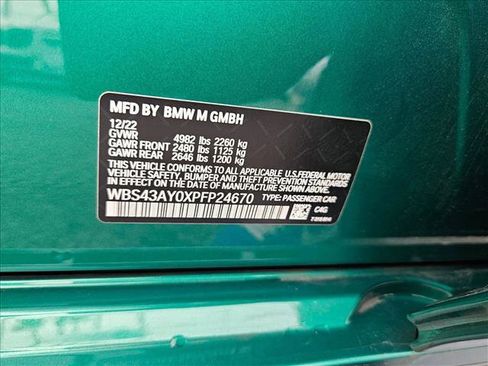 MFD BY BMW M GMBH
12/22
GVWR 4982 lbs 2260 kg
GAWR FRONT 2480 lbs 1125 kg
GAWR REAR 2646 lbs 1200 kg
THIS VEHICLE CONFORMS TO ALL APPLICABLE U.S.FEDERAL MOTOR
VEHICLE SAFETY, BUMPER AND THEFT PREVENTION STANDARDS IN
EFFECT ON THE DATE OF MANUFACTURE SHOWN ABOVE.
WBS43AY0XPFP24670 TYPE: PASSENGER CAR
C4G